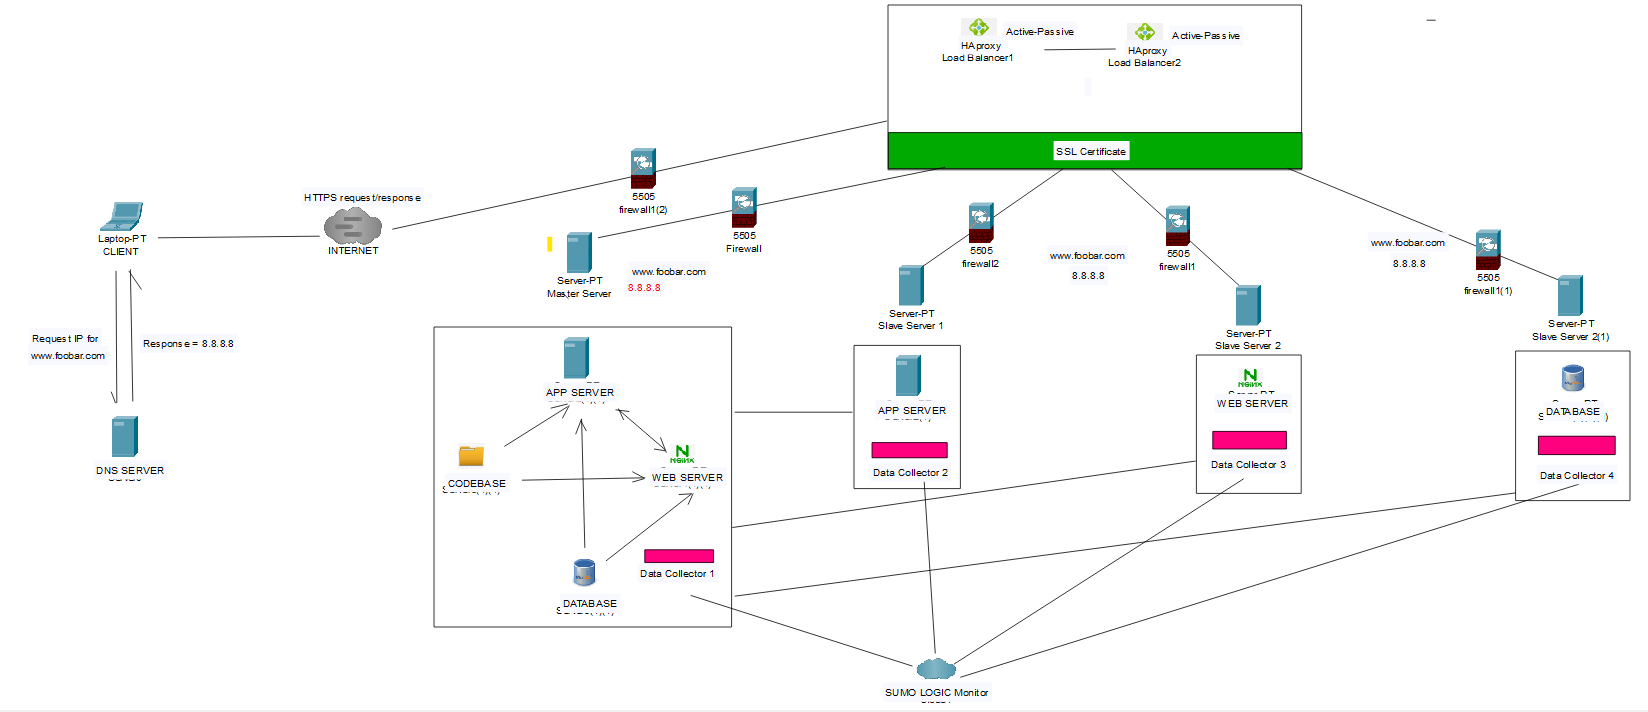 Active-Passive
HAproxy
Load Balancer1
Active-Passive
HAproxy
Load Balancer2
SSL Certificate
HTTPS request/response
INTERNET
5505
firewall1(2)
5505
Firewall
Laptop-PT
CLIENT
Request IP for
www.foobar.com
Response = 8.8.8.8
DNS SERVER
Server-PT
Master Server
www.foobar.com
8.8.8.8
5505
firewall2
Server-PT
Slave Server 1
www.foobar.com
8.8.8.8
5505
firewall1
Server-PT
Slave Server 2
www.foobar.com
8.8.8.8
5505
firewall1(1)
Server-PT
Slave Server 2(1)
APP SERVER
CODEBASE
NGINX
WEB SERVER
DATABASE
Data Collector 1
APP SERVER
Data Collector 2
NGINX
WEB SERVER
Data Collector 3
DATABASE
Data Collector 4
SUMO LOGIC Monitor